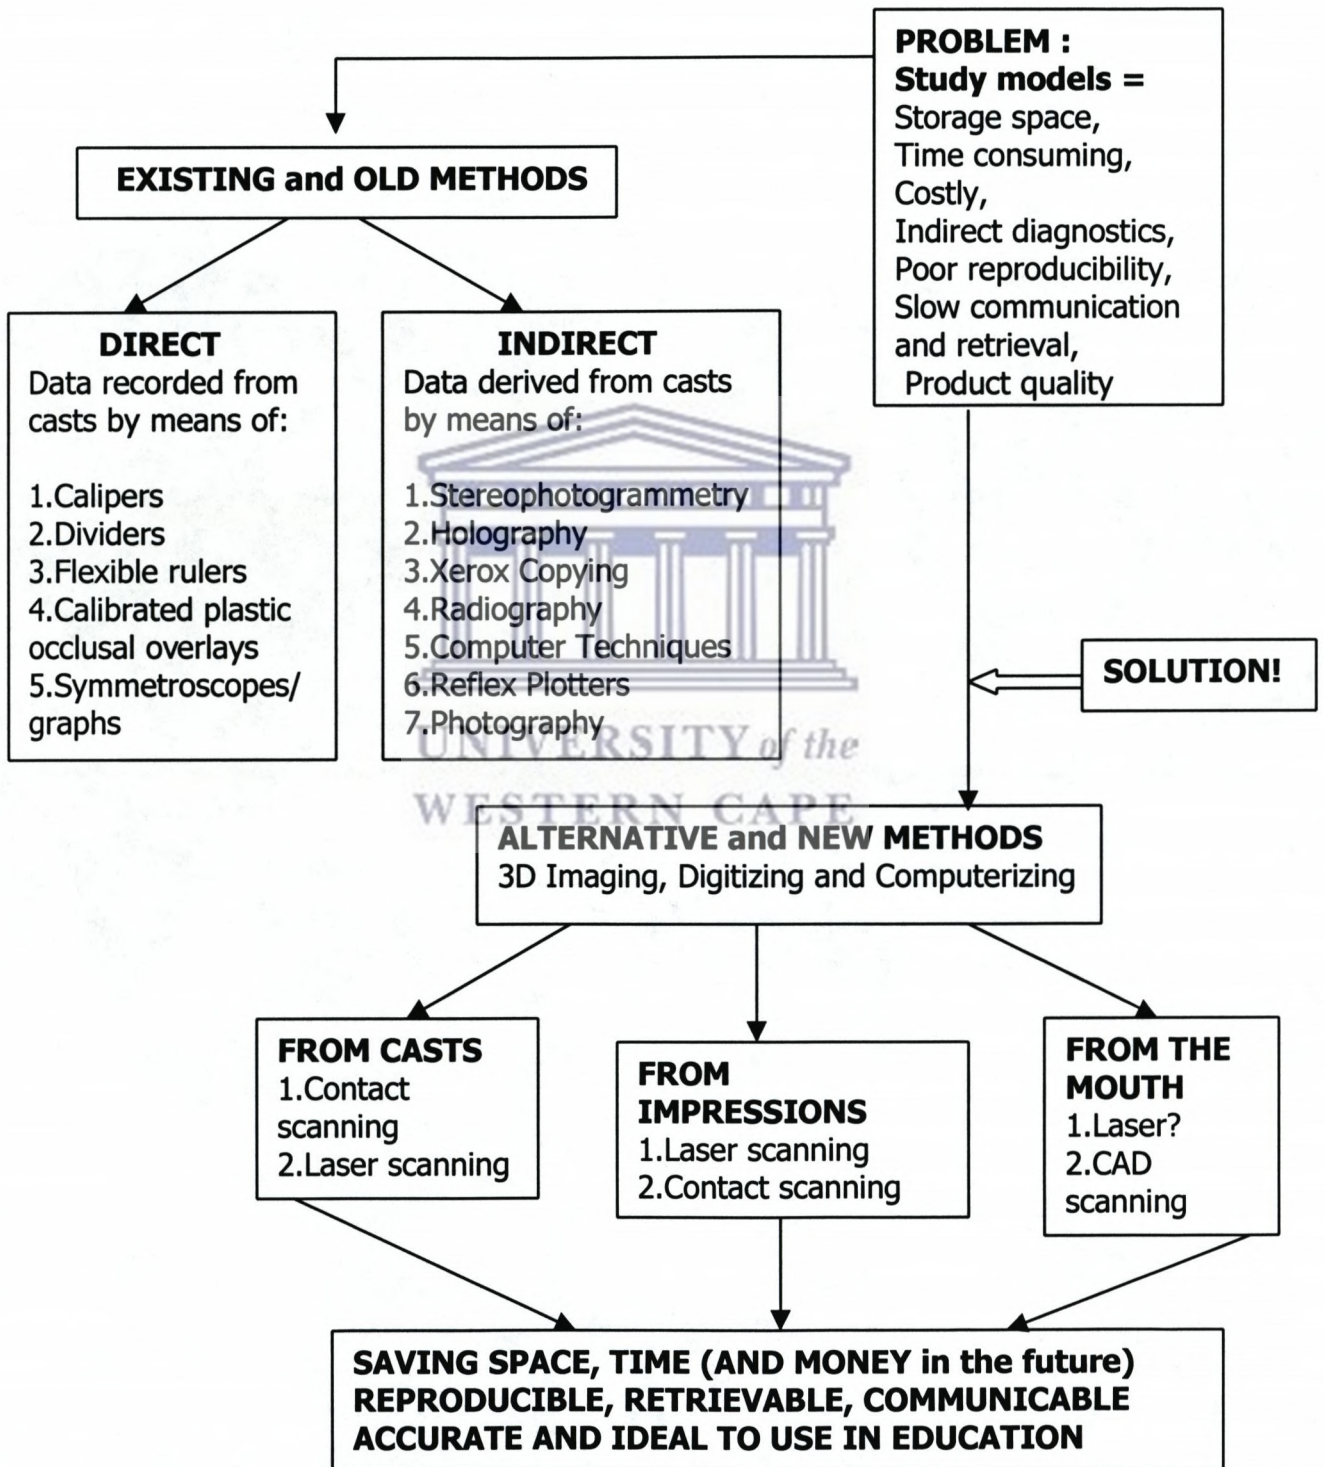 PROBLEM :
Study models =
Storage space,
Time consuming,
Costly,
Indirect diagnostics,
Poor reproducibility,
Slow communication
and retrieval,
Product quality
EXISTING and OLD METHODS
DIRECT
Data recorded from
casts by means of:
1.Calipers
2.Dividers
3.Flexible rulers
4.Calibrated plastic
occlusal overlays
5.Symmetroscopes/
graphs
INDIRECT
Data derived from casts
by means of:
1.Stereophotogrammetry
2.Holography
3.Xerox Copying
4.Radiography
5.Computer Techniques
6.Reflex Plotters
7.Photography
UNIVERSITY of the
WESTERN CAPE
SOLUTION!
ALTERNATIVE and NEW METHODS
3D Imaging, Digitizing and Computerizing
FROM CASTS
1.Contact
scanning
2.Laser scanning
FROM
IMPRESSIONS
1.Laser scanning
2.Contact scanning
FROM THE
MOUTH
1.Laser?
2.CAD
scanning
SAVING SPACE, TIME (AND MONEY in the future)
REPRODUCIBLE, RETRIEVABLE, COMMUNICABLE
ACCURATE AND IDEAL TO USE IN EDUCATION